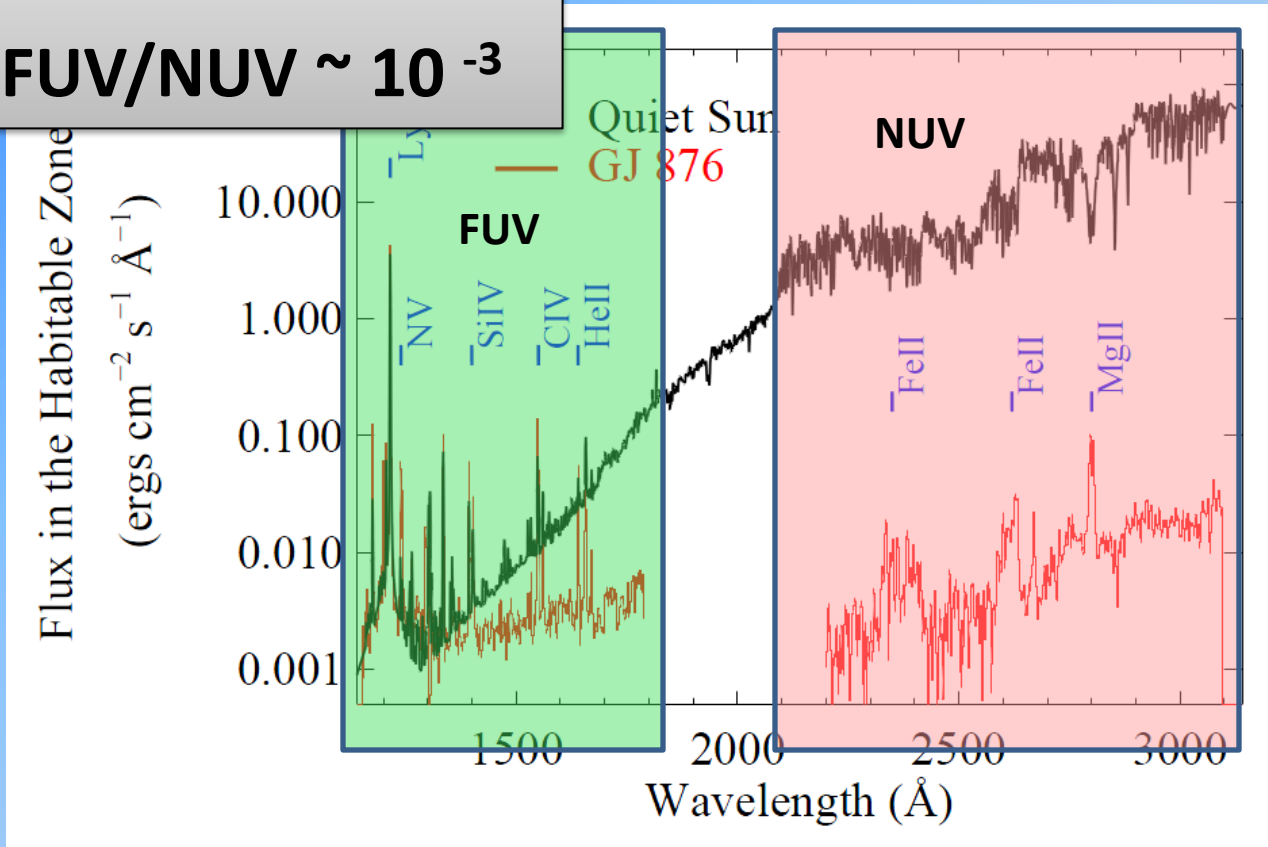 FUV/NUV ~ 10 -3
Quiet Sun
GJ 876
NUV
FUV
Ly
NV
SiIV
CIV
HeII
FeII
FeII
MgII
10.000
1.000
0.100
0.010
0.001
Flux in the Habitable Zone
(ergs cm−2 s−1 Å−1)
1500
2000
2500
3000
Wavelength (Å)